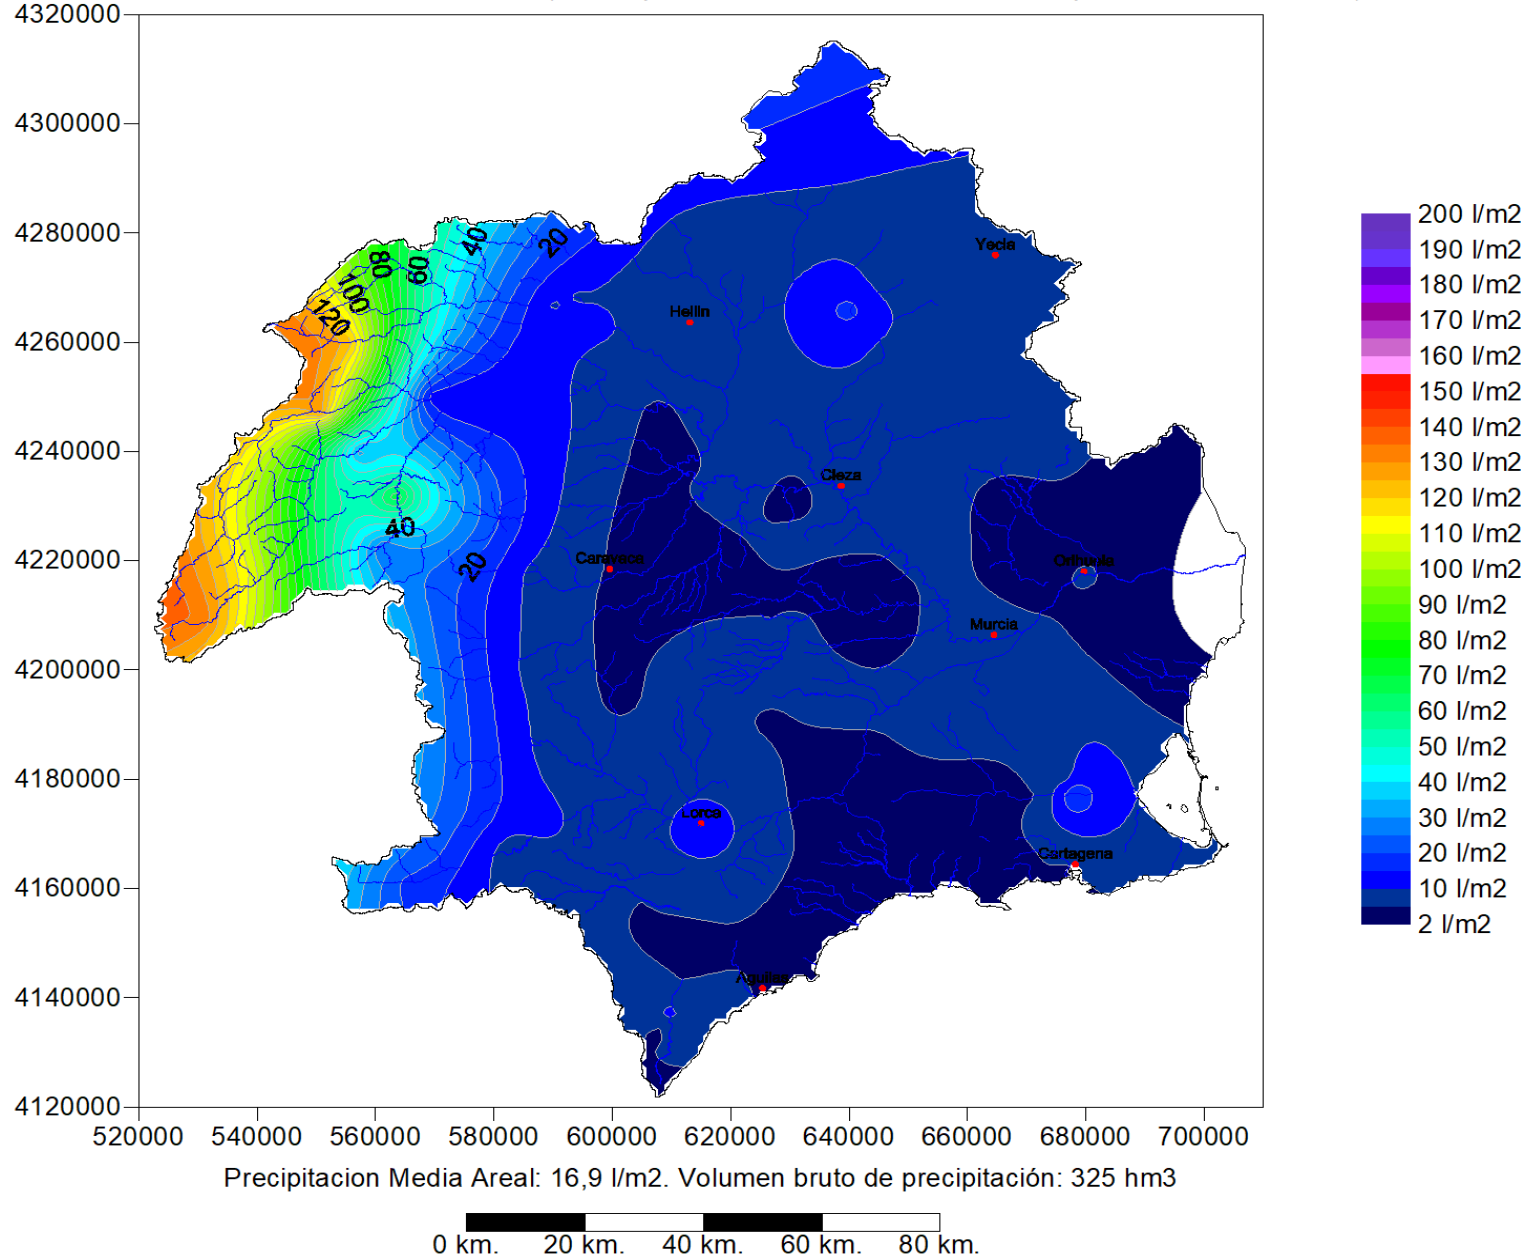 4320000
4300000
4280000
4260000
4240000
4220000
4200000
4180000
4160000
4140000
4120000
520000 540000 560000 580000 600000 620000 640000 660000 680000 700000
80
60
40
20
100
120
40
20
Yecla
Hellin
Cieza
Caravaca
Orihuela
Murcia
Lorca
Cartagena
Aguilas
200 l/m2
190 l/m2
180 l/m2
170 l/m2
160 l/m2
150 l/m2
140 l/m2
130 l/m2
120 l/m2
110 l/m2
100 l/m2
90 l/m2
80 l/m2
70 l/m2
60 l/m2
50 l/m2
40 l/m2
30 l/m2
20 l/m2
10 l/m2
2 l/m2
Precipitacion Media Areal: 16,9 l/m2. Volumen bruto de precipitación: 325 hm3
0 km. 20 km. 40 km. 60 km. 80 km.